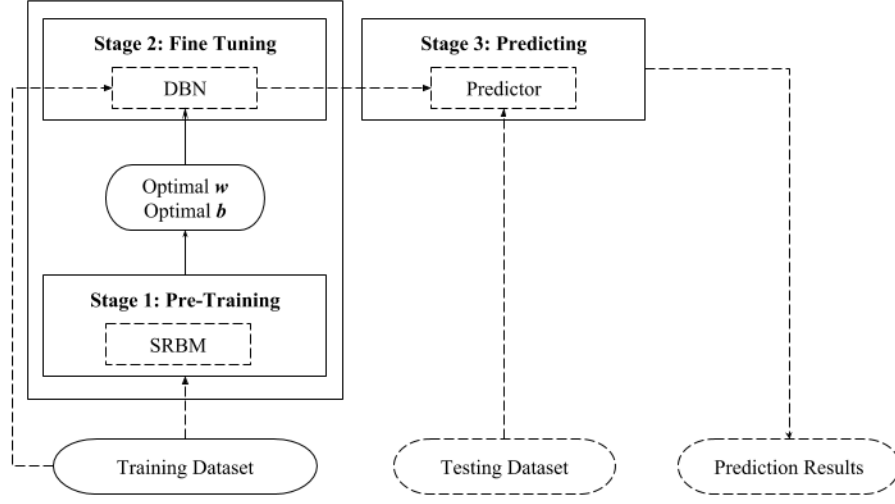 Stage 2: Fine Tuning
DBN
Stage 3: Predicting
Predictor
Optimal w
Optimal b
Stage 1: Pre-Training
SRBM
Training Dataset
Testing Dataset
Prediction Results